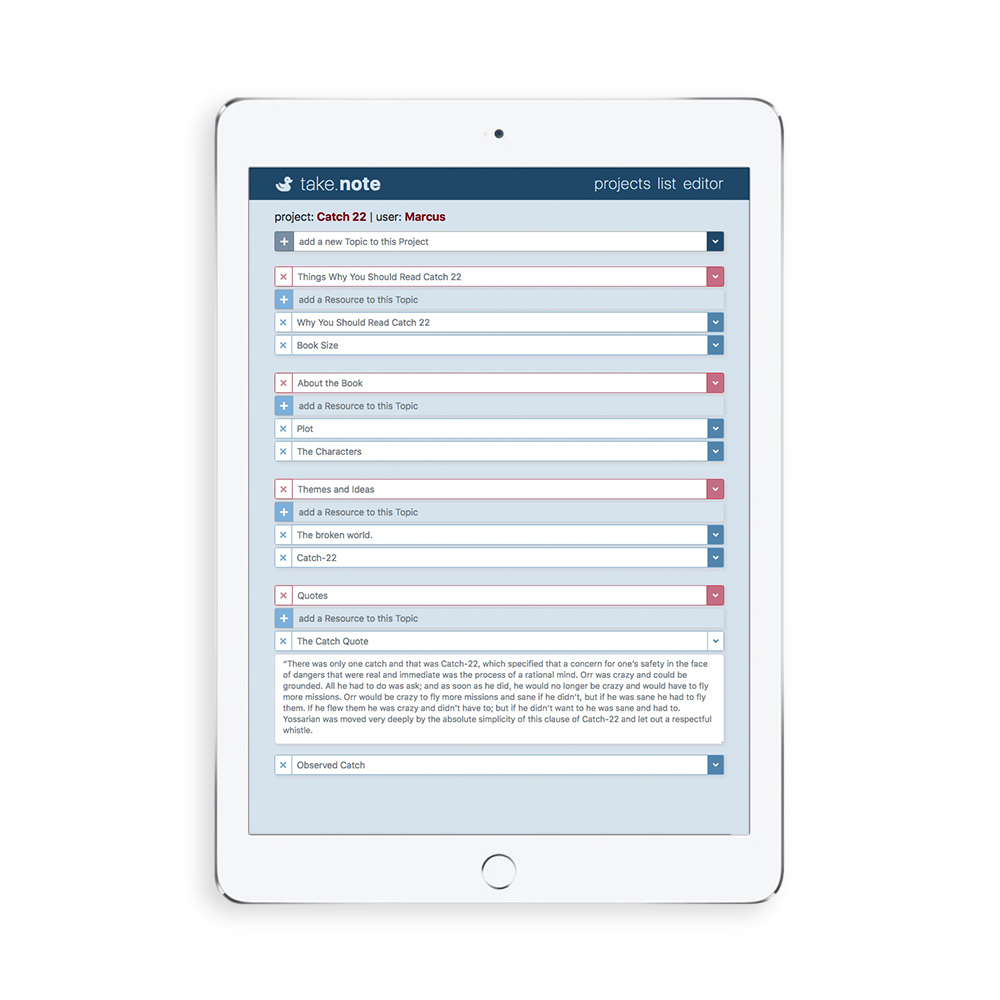 take.note
projects list editor
project: Catch 22 | user: Marcus
add a new Topic to this Project
Things Why You Should Read Catch 22
add a Resource to this Topic
Why You Should Read Catch 22
Book Size
About the Book
add a Resource to this Topic
Plot
The Characters
Themes and Ideas
add a Resource to this Topic
The broken world.
Catch-22
Quotes
add a Resource to this Topic
The Catch Quote
"There was only one catch and that was Catch-22, which specified that a concern for one's safety in the face
of dangers that were real and immediate was the process of a rational mind. Orr was crazy and could be
grounded. All he had to do was ask; and as soon as he did, he would no longer be crazy and would have to fly
more missions. Orr would be crazy to fly more missions and sane if he didn't, but if he was sane he had to fly
them. If he flew them he was crazy and didn't have to; but if he didn't want to he was sane and had to.
Yossarian was moved very deeply by the absolute simplicity of this clause of Catch-22 and let out a respectful
whistle.
Observed Catch